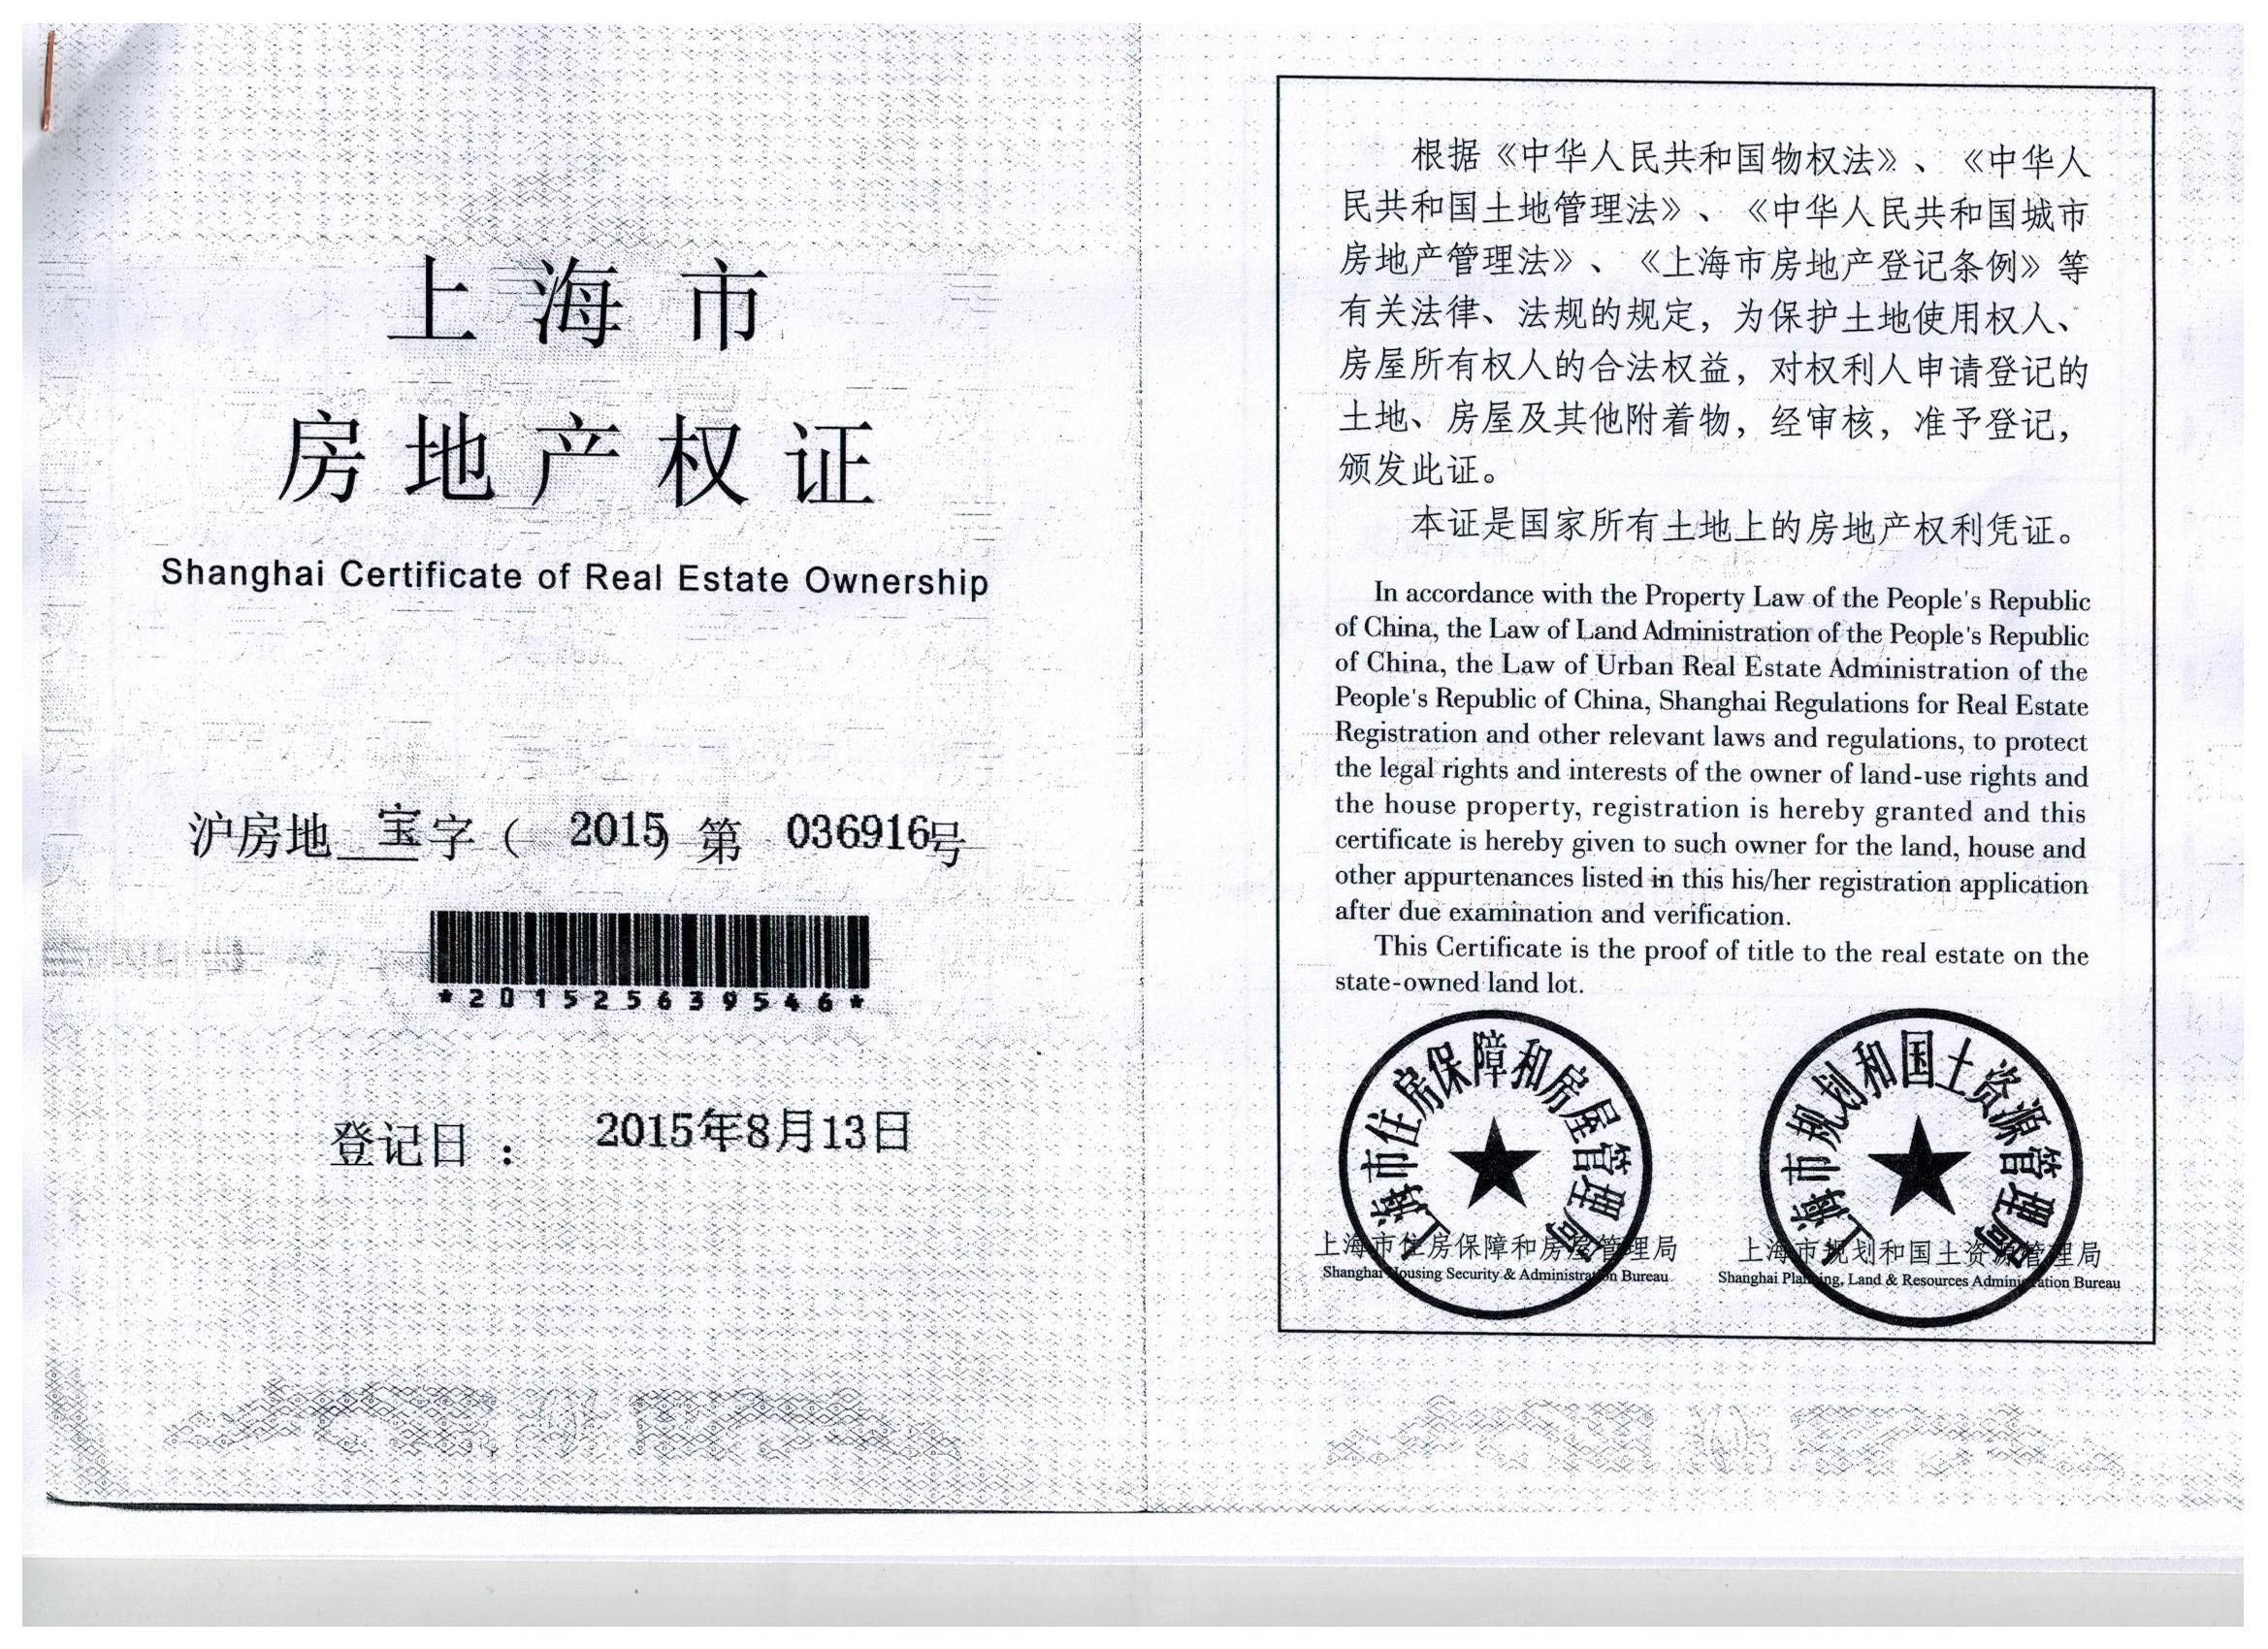 上海市
房地产权证
Shanghai Certificate of Real Estate Ownership
沪房地 宝 字（ 2015）第 036916号
*201525639546*
登记日： 2015年8月13日
根据《中华人民共和国物权法》、《中华人
民共和国土地管理法》、《中华人民共和国城市
房地产管理法》、《上海市房地产登记条例》等
有关法律、法规的规定，为保护土地使用权人、
房屋所有权人的合法权益，对权利人申请登记的
土地、房屋及其他附着物，经审核，准予登记，
颁发此证。
本证是国家所有土地上的房地产权利凭证。
In accordance with the Property Law of the People's Republic
of China, the Law of Land Administration of the People's Republic
of China, the Law of Urban Real Estate Administration of the
People's Republic of China, Shanghai Regulations for Real Estate
Registration and other relevant laws and regulations, to protect
the legal rights and interests of the owner of land-use rights and
the house property, registration is hereby granted and this
certificate is hereby given to such owner for the land, house and
other appurtenances listed in this his/her registration application
after due examination and verification.
This Certificate is the proof of title to the real estate on the
state-owned land lot.
上海市住房保障和房屋管理局
上海市规划和国土资源管理局
上海市住房保障和房屋管理局
Shanghai Housing Security & Administration Bureau
上海市规划和国土资源管理局
Shanghai Planning, Land & Resources Administration Bureau